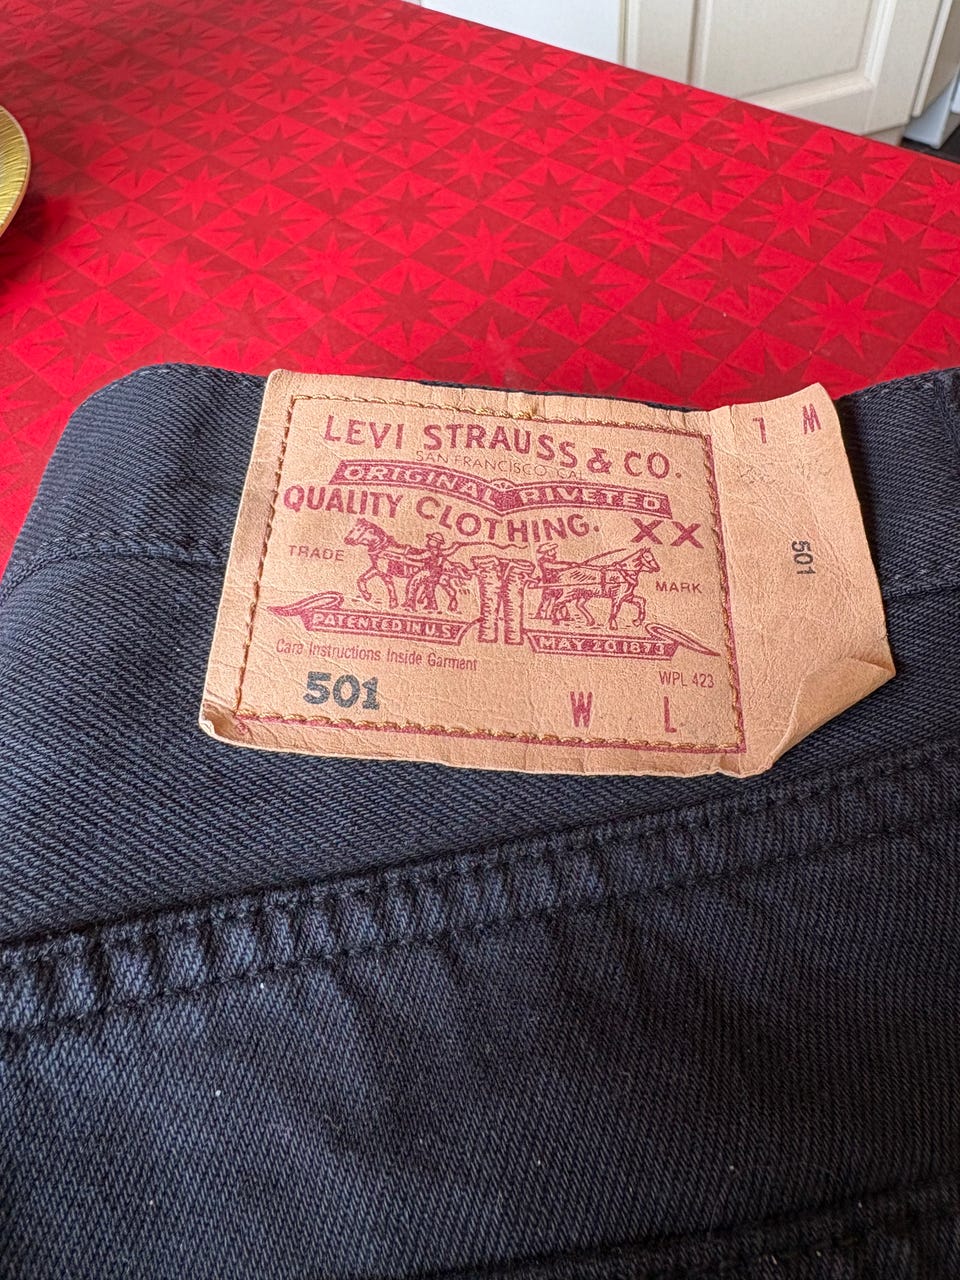 LEVI STRAUSS & CO.
SAN FRANCISCO CAL
ORIGINAL RIVETED
QUALITY CLOTHING. XX
TRADE MARK
PATENTED IN U.S.
MAY 20 1873
Care Instructions Inside Garment
WPL 423
501
W L
W L
501